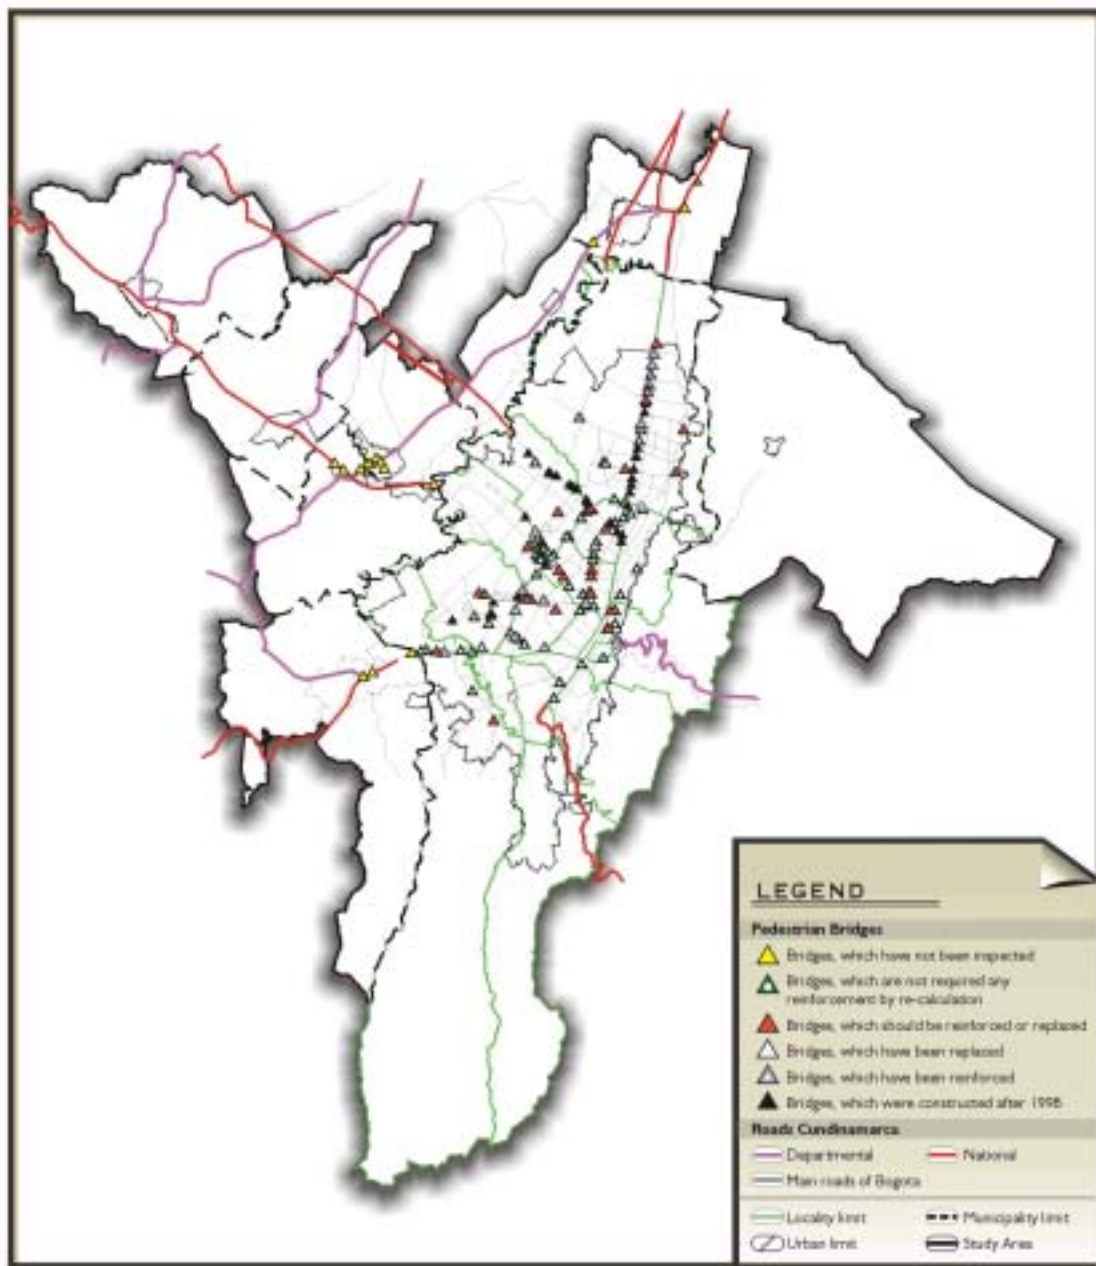 LEGEND
Pedestrian Bridges
Bridges, which have not been inspected
Bridges, which are not required any
reinforcement by re-calculation
Bridges, which should be reinforced or replaced
Bridges, which have been replaced
Bridges, which have been reinforced
Bridges, which were constructed after 1998
Roads Cundinamarca
Departmental
National
Main roads of Bogota
Locality limit
Municipality limit
Urban limit
Study Area